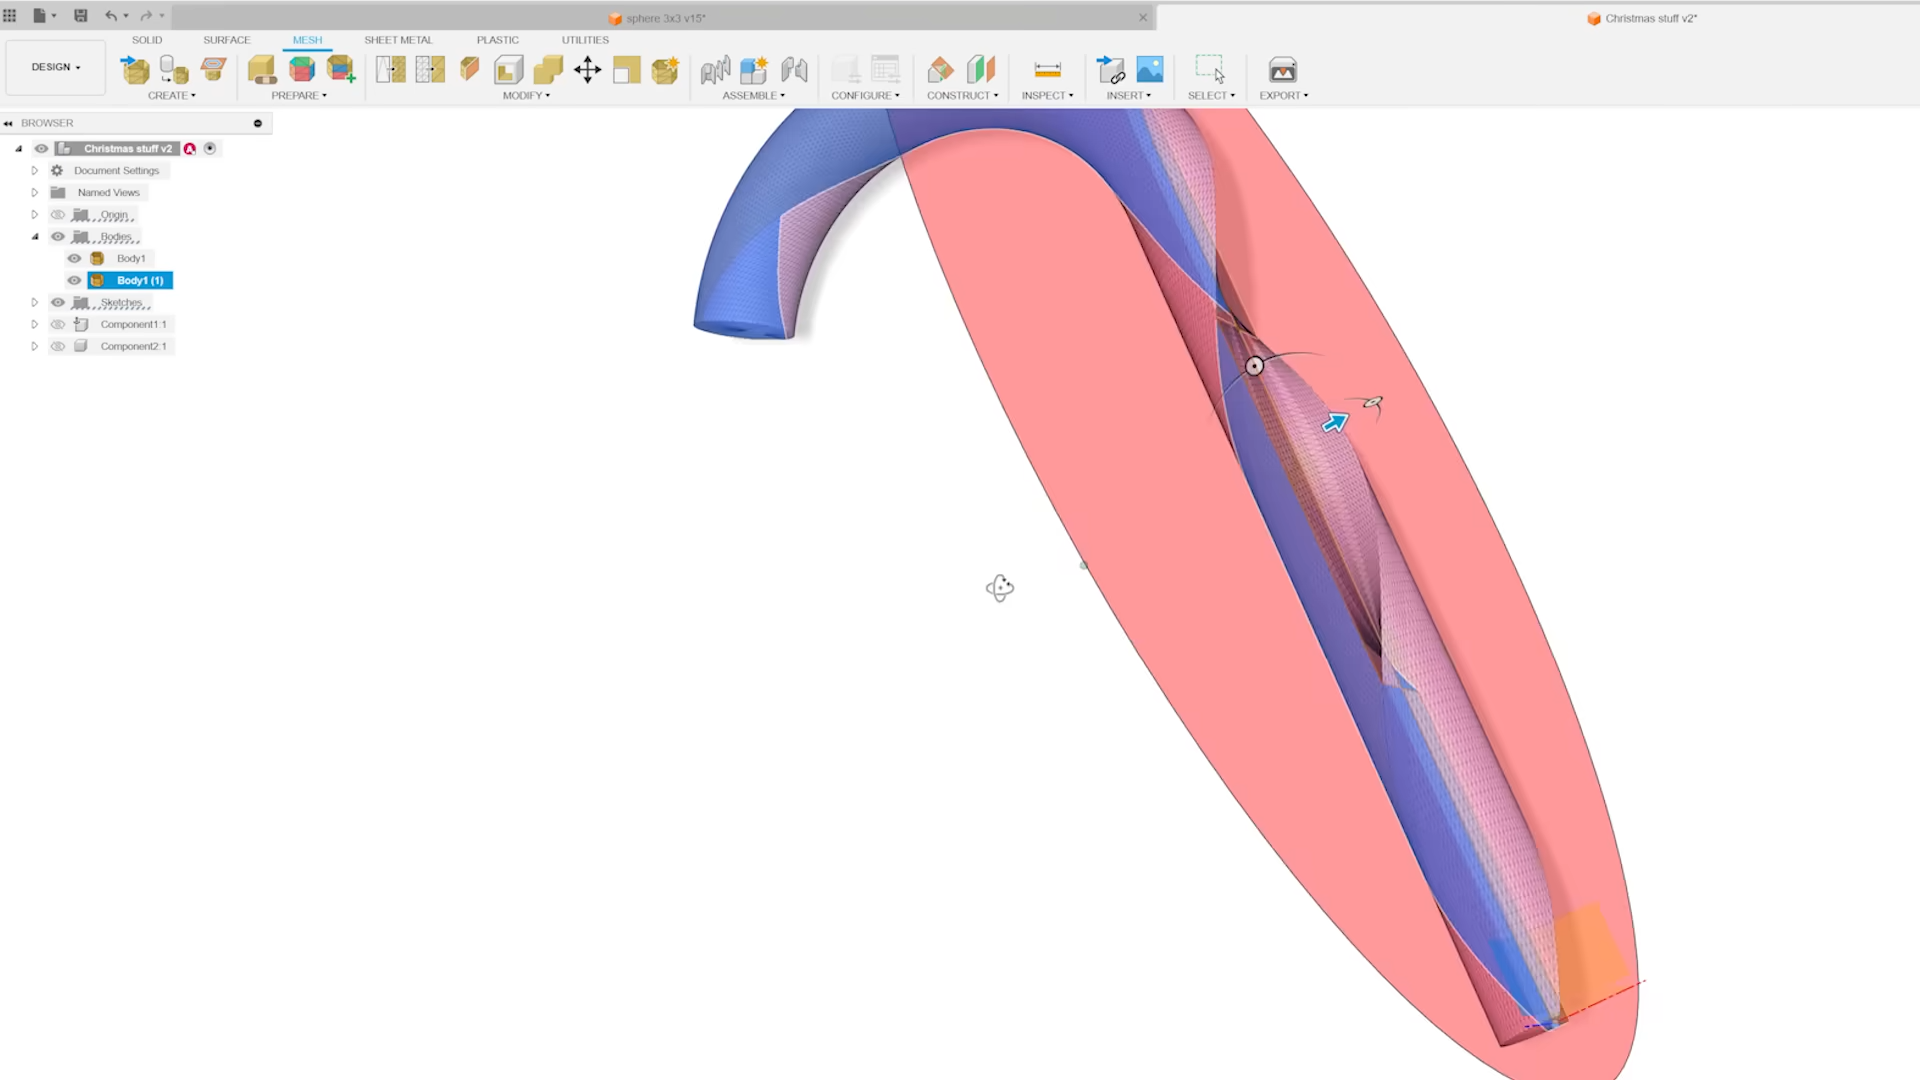 sphere 3x3 v15*
Christmas stuff v2*
SOLID SURFACE MESH SHEET METAL PLASTIC UTILITIES
DESIGN
CREATE PREPARE MODIFY ASSEMBLE CONFIGURE CONSTRUCT INSPECT INSERT SELECT EXPORT
BROWSER
Christmas stuff v2
Document Settings
Named Views
Origin
Bodies
Body1
Body1 (1)
Sketches
Component1:1
Component2:1